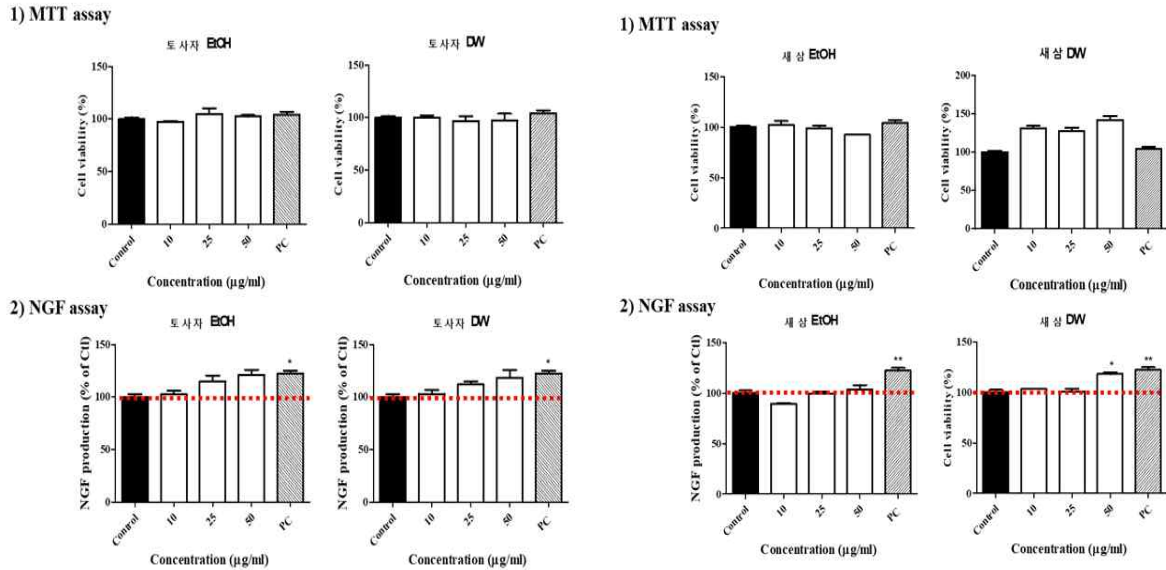 1) MTT assay
토사자 EtOH
Cell viability (%)
150
100
50
0
Control
10
25
50
PC
Concentration (μg/ml)
토사자 DW
Cell viability (%)
150
100
50
0
Control
10
25
50
PC
Concentration (μg/ml)
2) NGF assay
토사자 EtOH
NGF production (% of Ctl)
150
100
50
0
*
Control
10
25
50
PC
Concentration (μg/ml)
토사자 DW
NGF production (% of Ctl)
150
100
50
0
*
Control
10
25
50
PC
Concentration (μg/ml)
1) MTT assay
새삼 EtOH
Cell viability (%)
150
100
50
0
Control
10
25
50
PC
Concentration (μg/ml)
새삼 DW
Cell viability (%)
200
150
100
50
0
Control
10
25
50
PC
Concentration (μg/ml)
2) NGF assay
새삼 EtOH
NGF production (% of Ctl)
150
100
50
0
**
Control
10
25
50
PC
Concentration (μg/ml)
새삼 DW
Cell viability (%)
150
100
50
0
*
**
Control
10
25
50
PC
Concentration (μg/ml)